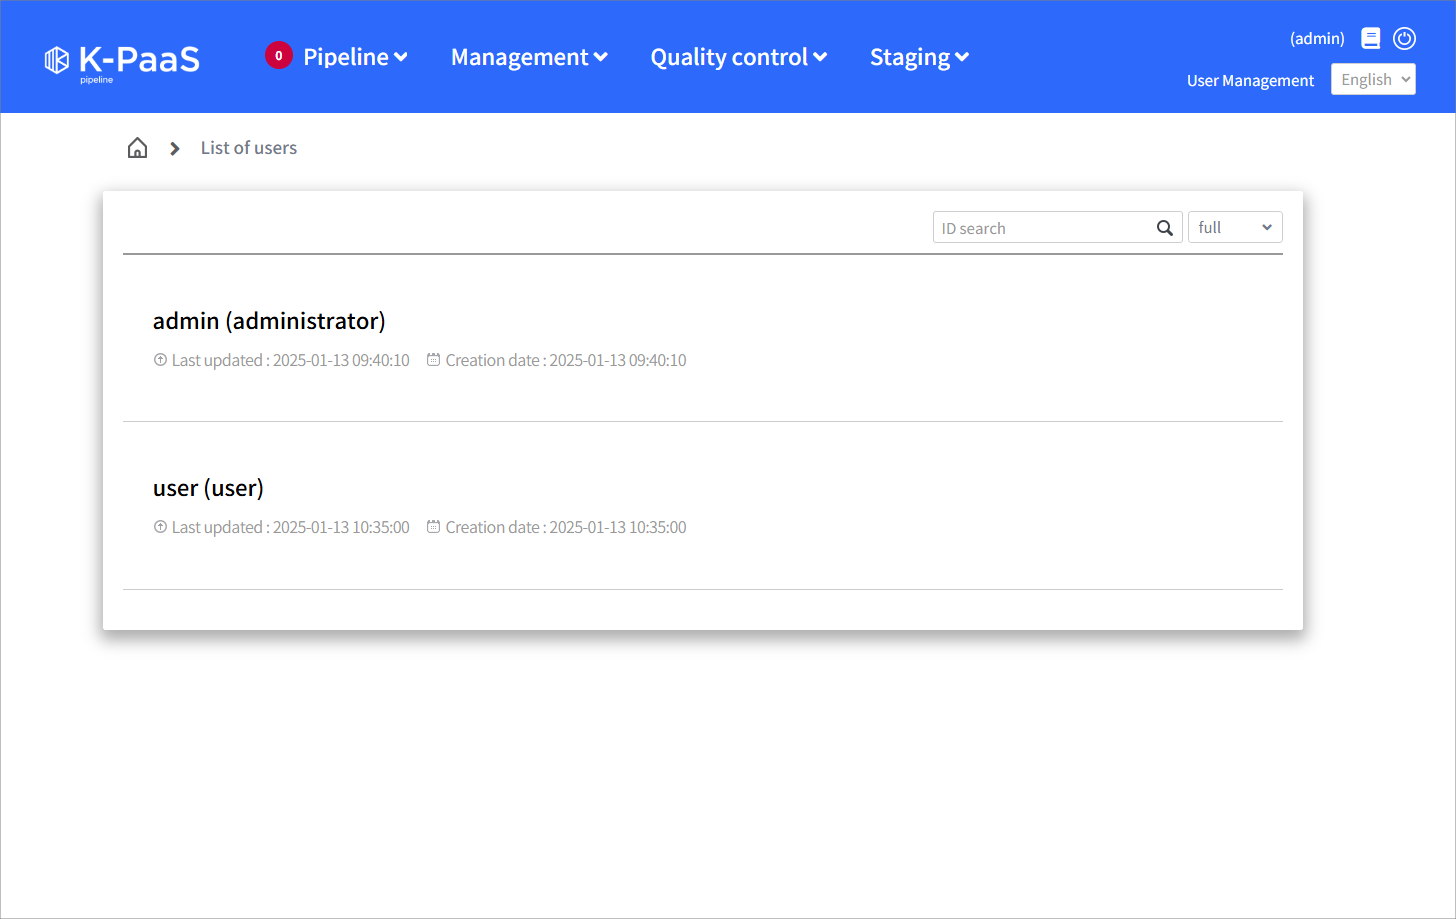 K-PaaS
pipeline
0 Pipeline Management Quality control Staging
(admin)
User Management English
List of users
ID search full
admin (administrator)
Last updated : 2025-01-13 09:40:10 Creation date : 2025-01-13 09:40:10
user (user)
Last updated : 2025-01-13 10:35:00 Creation date : 2025-01-13 10:35:00